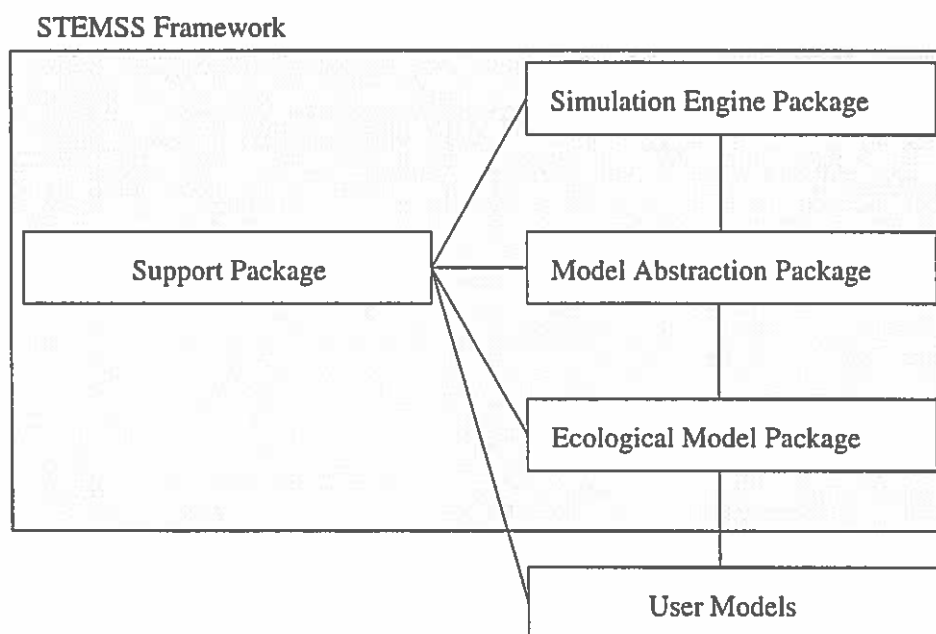 STEMSS Framework
Simulation Engine Package
Support Package
Model Abstraction Package
Ecological Model Package
User Models